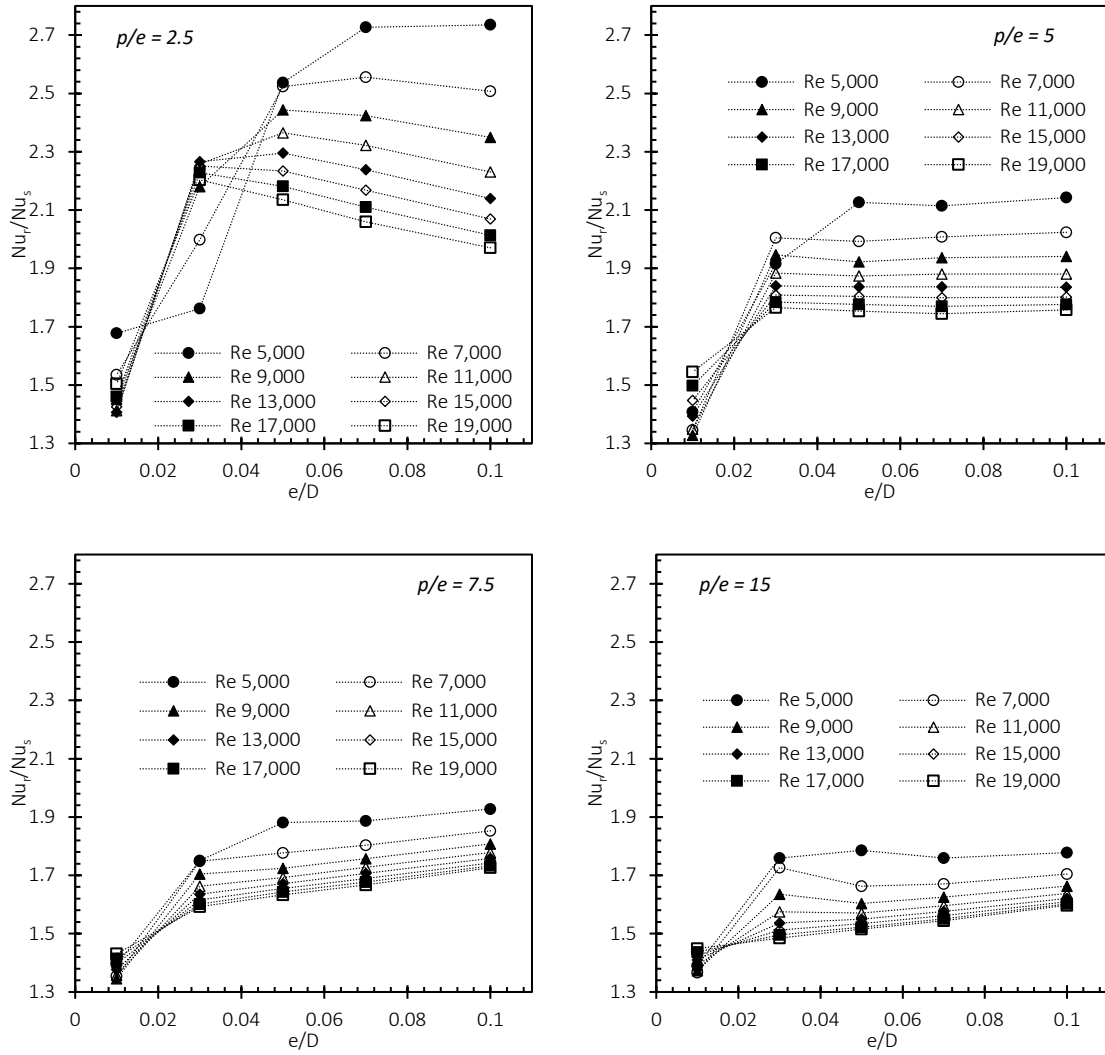 p/e = 2.5
Nur/Nus
2.7
2.5
2.3
2.1
1.9
1.7
1.5
1.3
Re 5,000 Re 7,000
Re 9,000 Re 11,000
Re 13,000 Re 15,000
Re 17,000 Re 19,000
0 0.02 0.04 0.06 0.08 0.1
e/D
p/e = 5
Nur/Nus
2.7
2.5
2.3
2.1
1.9
1.7
1.5
1.3
Re 5,000 Re 7,000
Re 9,000 Re 11,000
Re 13,000 Re 15,000
Re 17,000 Re 19,000
0 0.02 0.04 0.06 0.08 0.1
e/D
p/e = 7.5
Nur/Nus
2.7
2.5
2.3
2.1
1.9
1.7
1.5
1.3
Re 5,000 Re 7,000
Re 9,000 Re 11,000
Re 13,000 Re 15,000
Re 17,000 Re 19,000
0 0.02 0.04 0.06 0.08 0.1
e/D
p/e = 15
Nur/Nus
2.7
2.5
2.3
2.1
1.9
1.7
1.5
1.3
Re 5,000 Re 7,000
Re 9,000 Re 11,000
Re 13,000 Re 15,000
Re 17,000 Re 19,000
0 0.02 0.04 0.06 0.08 0.1
e/D